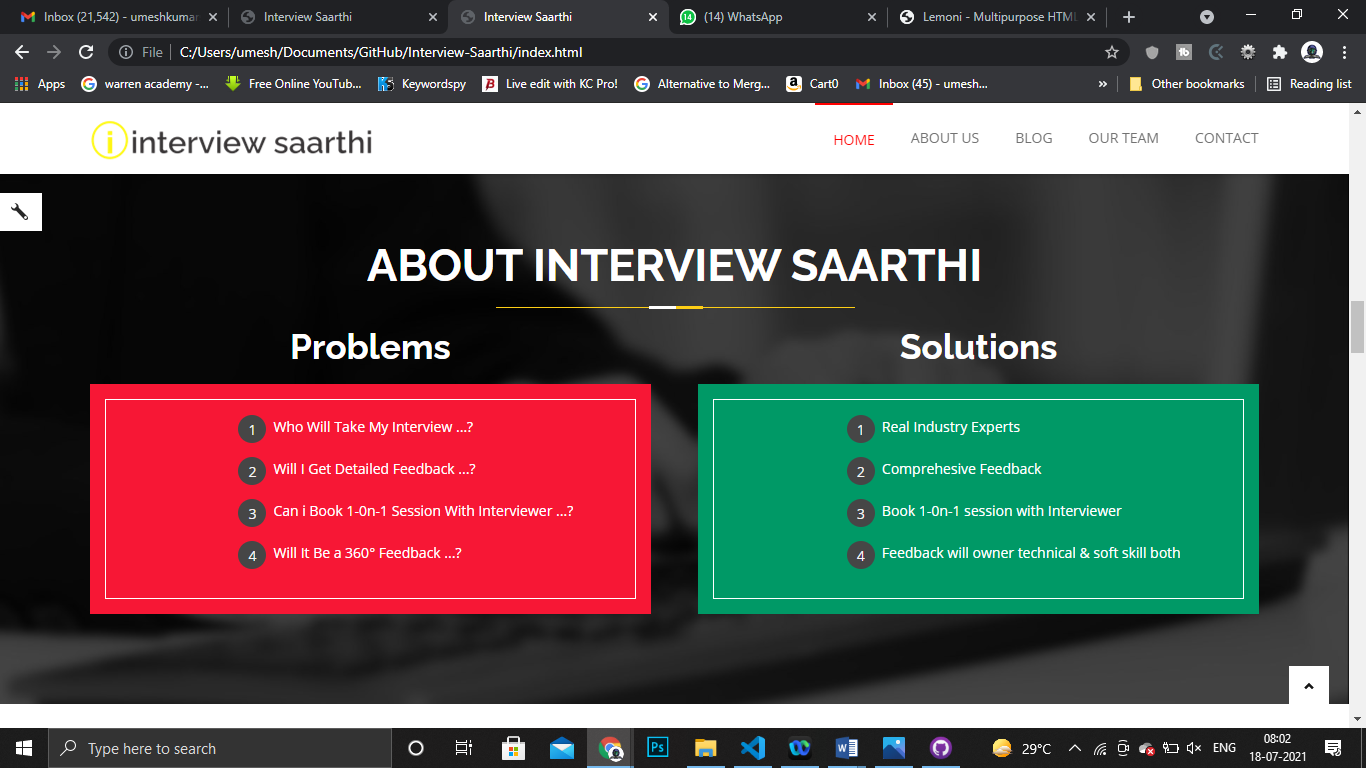 Inbox (21,542) - umeshkumar
Interview Saarthi
Interview Saarthi
14
(14) WhatsApp
Lemoni - Multipurpose HTML
File
C:/Users/umesh/Documents/GitHub/Interview-Saarthi/index.html
tb
Apps
warren academy -...
Free Online YouTub...
Keywordspy
Live edit with KC Pro!
Alternative to Merg...
Cart0
Inbox (45) - umesh...
»
Other bookmarks
Reading list
i interview saarthi
HOME
ABOUT US
BLOG
OUR TEAM
CONTACT
ABOUT INTERVIEW SAARTHI
Problems
1 Who Will Take My Interview ...?
2 Will I Get Detailed Feedback ...?
3 Can i Book 1-0n-1 Session With Interviewer ...?
4 Will It Be a 360° Feedback ...?
Solutions
1 Real Industry Experts
2 Comprehesive Feedback
3 Book 1-0n-1 session with Interviewer
4 Feedback will owner technical & soft skill both
Type here to search
Ps
29°C
ENG
08:02
18-07-2021